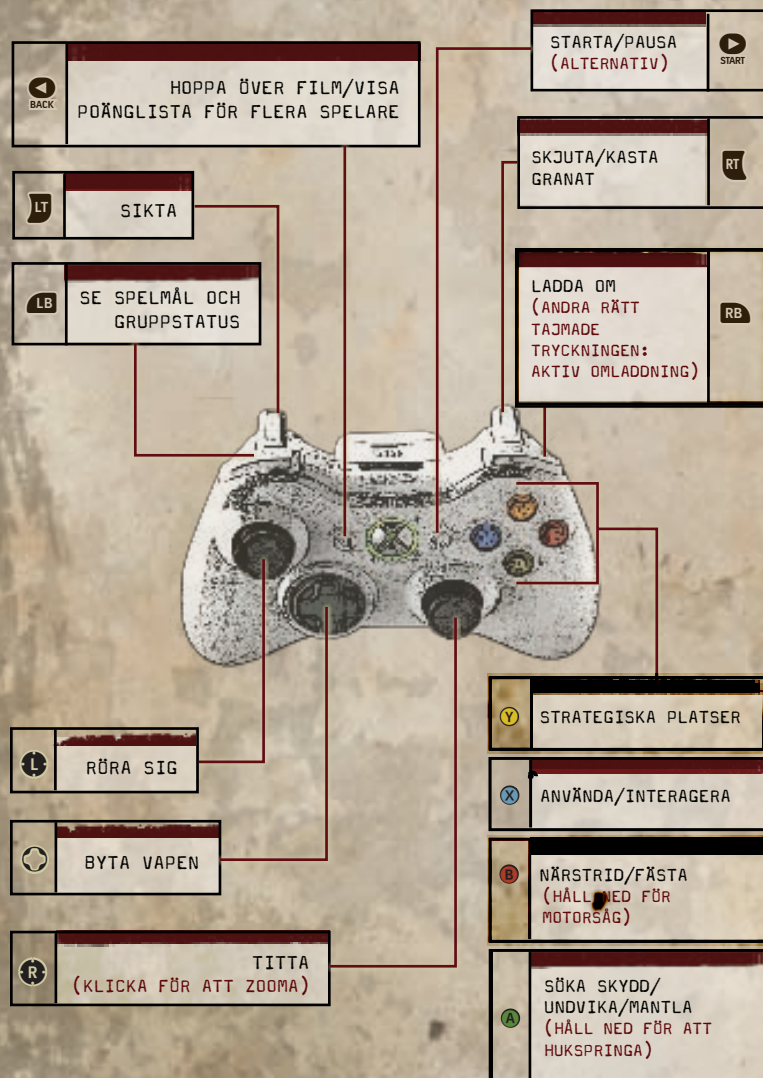 STARTA/PAUSA
(ALTERNATIV)
START
BACK
HOPPA ÖVER FILM/VISA
POÄNGLISTA FÖR FLERA SPELARE
SKJUTA/KASTA
GRANAT
RT
LT
SIKTA
LB
SE SPELMÅL OCH
GRUPPSTATUS
LADDA OM
(ANDRA RÄTT
TAJMADE
TRYCKNINGEN:
AKTIV OMLADDNING)
RB
Y
STRATEGISKA PLATSER
L
RÖRA SIG
X
ANVÄNDA/INTERAGERA
BYTA VAPEN
B
NÄRSTRID/FÄSTA
(HÅLL NED FÖR
MOTORSÅG)
R
TITTA
(KLICKA FÖR ATT ZOOMA)
A
SÖKA SKYDD/
UNDVIKA/MANTLA
(HÅLL NED FÖR ATT
HUKSPRINGA)